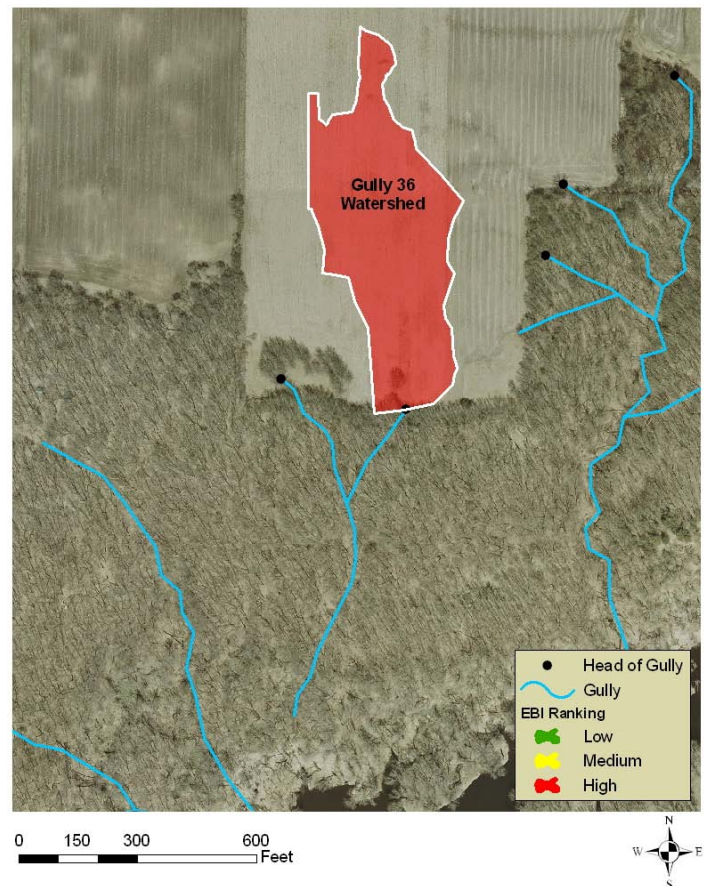 Gully 36
Watershed
Head of Gully
Gully
EBI Ranking
Low
Medium
High
0 150 300 600
Feet
N
W E
S